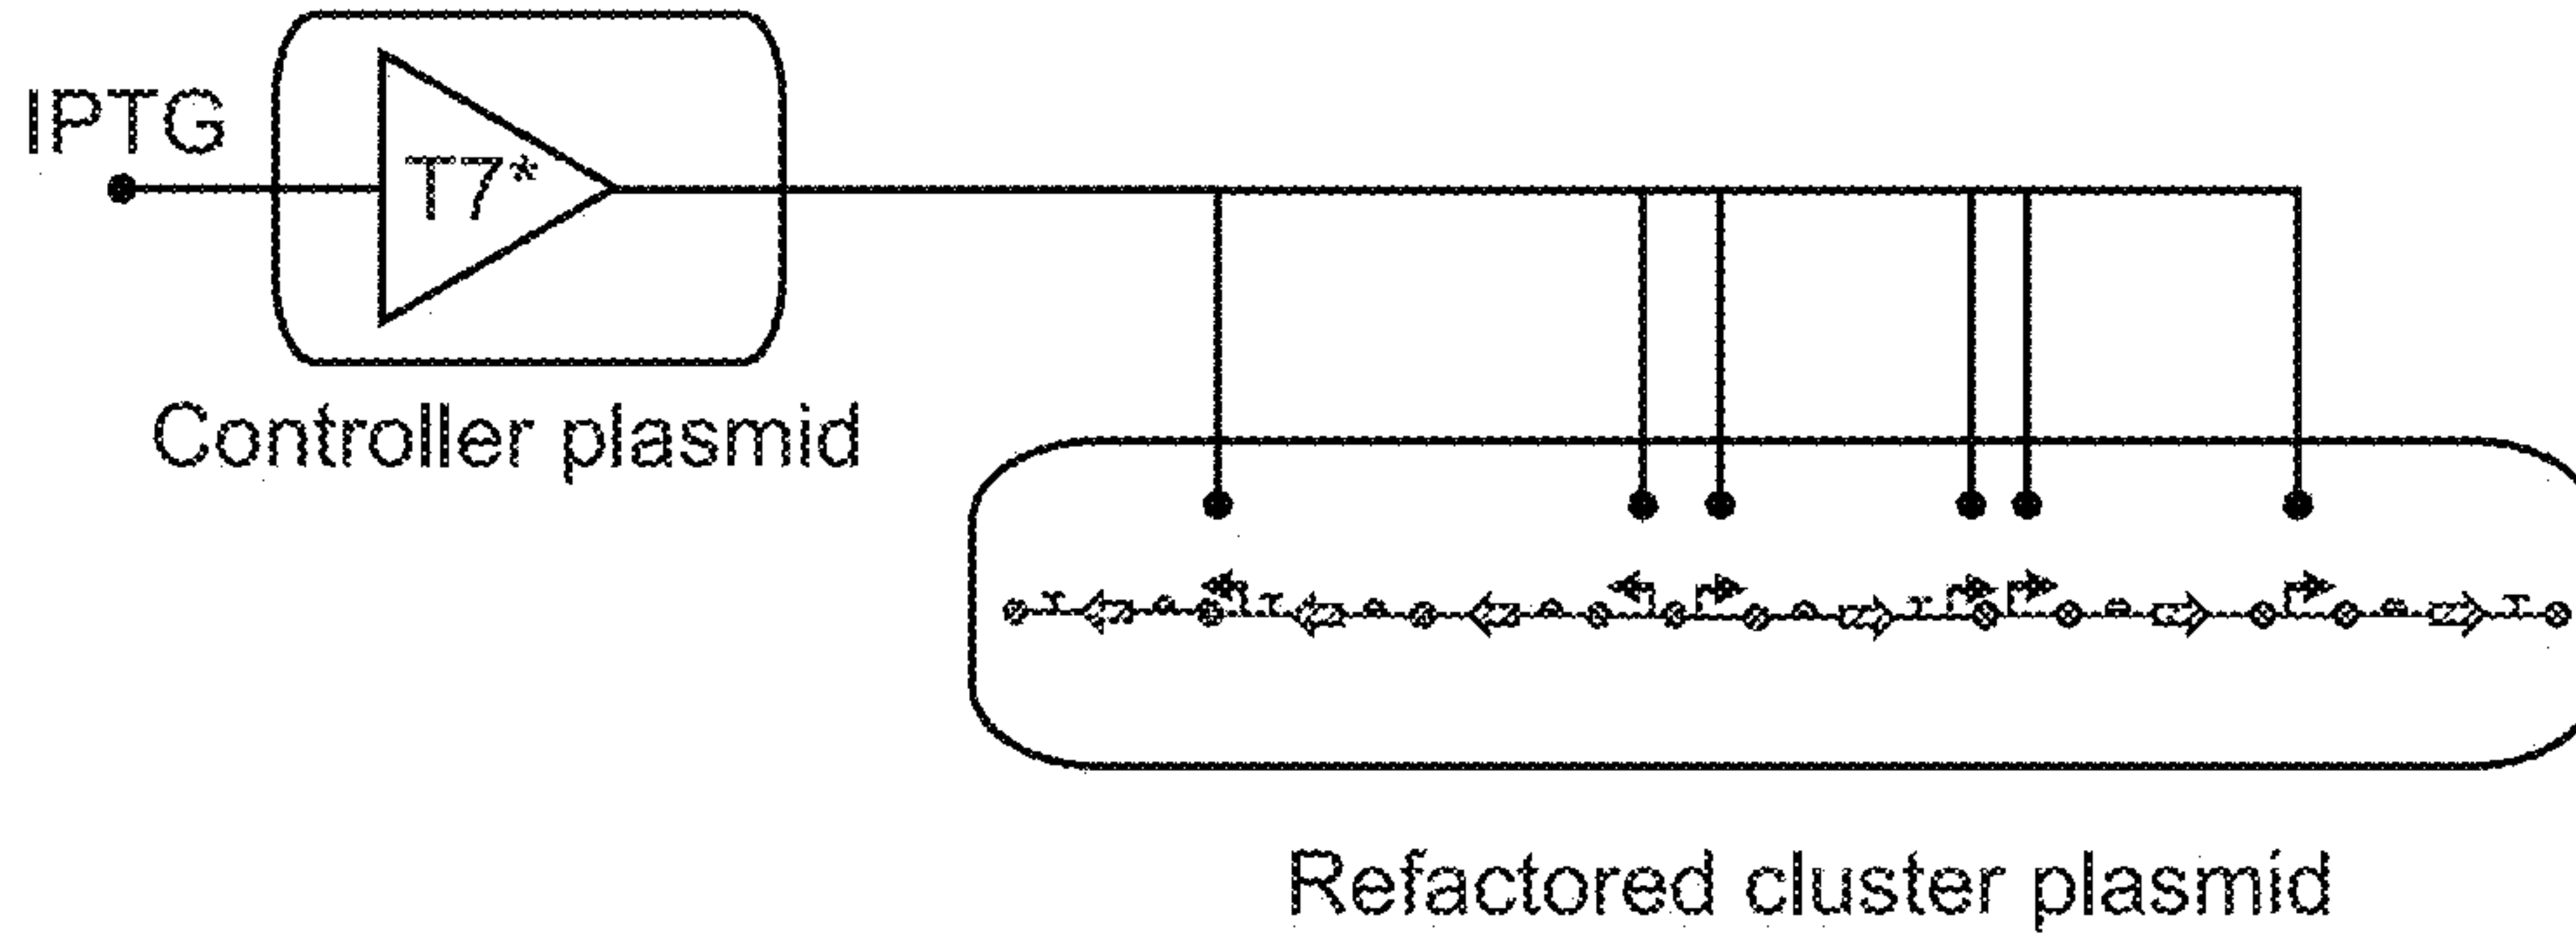 IPTG
T7*
Controller plasmid
Refactored cluster plasmid